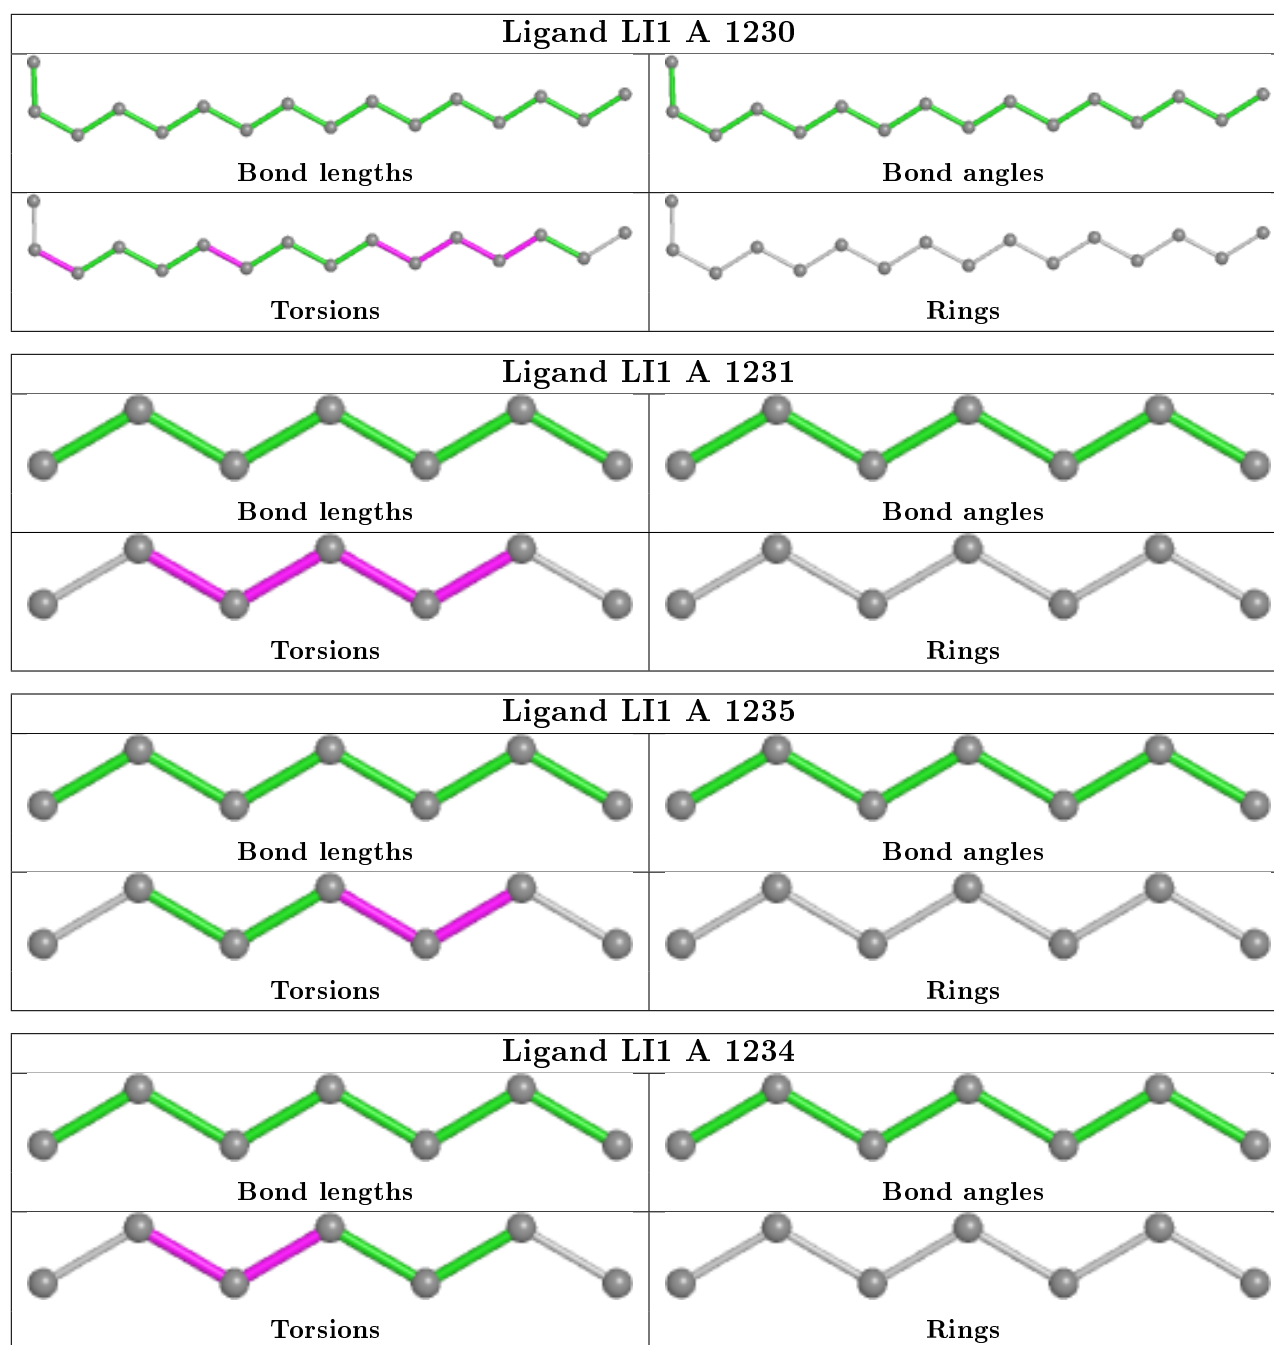 Ligand LI1 A 1230
Bond lengths
Bond angles
Torsions
Rings
Ligand LI1 A 1231
Bond lengths
Bond angles
Torsions
Rings
Ligand LI1 A 1235
Bond lengths
Bond angles
Torsions
Rings
Ligand LI1 A 1234
Bond lengths
Bond angles
Torsions
Rings